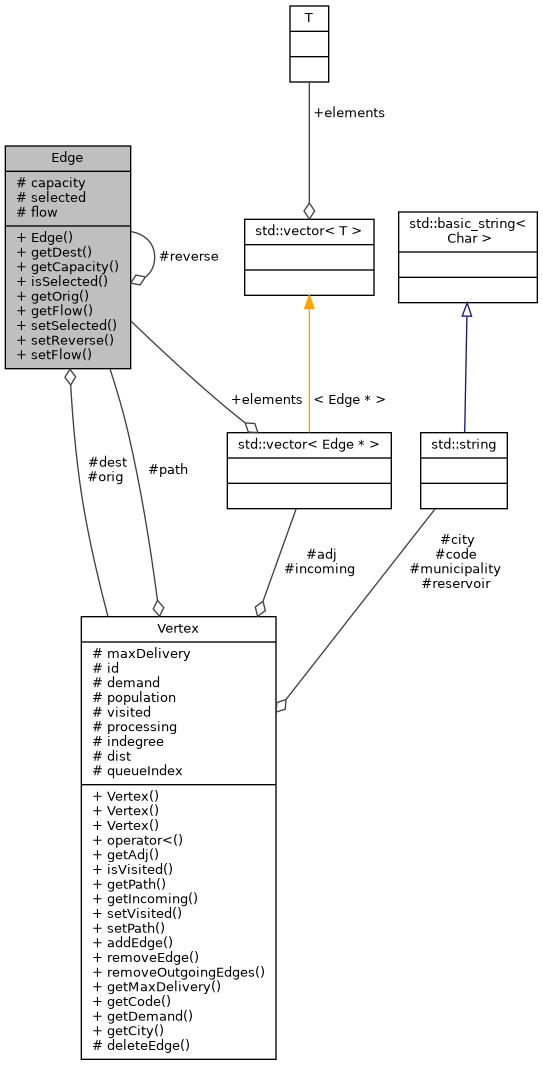 T
+elements
Edge
# capacity
# selected
# flow
+ Edge()
+ getDest()
+ getCapacity()
+ isSelected()
+ getOrig()
+ getFlow()
+ setSelected()
+ setReverse()
+ setFlow()
#reverse
std::vector< T >
std::basic_string<
Char >
+elements
< Edge * >
std::vector< Edge * >
std::string
#dest
#orig
#path
#adj
#incoming
#city
#code
#municipality
#reservoir
Vertex
# maxDelivery
# id
# demand
# population
# visited
# processing
# indegree
# dist
# queueIndex
+ Vertex()
+ Vertex()
+ Vertex()
+ operator<()
+ getAdj()
+ isVisited()
+ getPath()
+ getIncoming()
+ setVisited()
+ setPath()
+ addEdge()
+ removeEdge()
+ removeOutgoingEdges()
+ getMaxDelivery()
+ getCode()
+ getDemand()
+ getCity()
# deleteEdge()